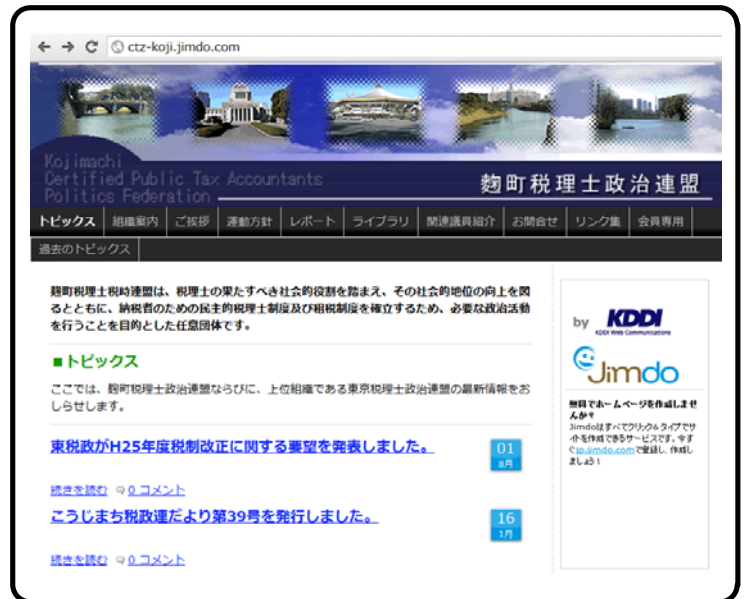 ctz-koji.jimdo.com
Kojimachi
Certified Public Tax Accountants
Politics Federation
麹町税理士政治連盟
トピックス 組織案内 ご挨拶 運動方針 レポート ライブラリ 関連議員紹介 お問合せ リンク集 会員専用
過去のトピックス
麹町税理士税時連盟は、税理士の果たすべき社会的役割を踏まえ、その社会的地位の向上を図
るとともに、納税者のための民主的税理士制度及び租税制度を確立するため、必要な政治活動
を行うことを目的とした任意団体です。
■トピックス
ここでは、麹町税理士政治連盟ならびに、上位組織である東京税理士政治連盟の最新情報をお
しらせします。
東税政がH25年度税制改正に関する要望を発表しました。
01
8月
続きを読む 0 コメント
こうじまち税政連だより第39号を発行しました。
16
1月
続きを読む 0 コメント
by KDDI
KDDI Web Communications
Jimdo
無料でホームページを作成しませ
んか?
Jimdoはすべてクリック&タイプでサ
イトを作成できるサービスです。今す
ぐjp.jimdo.comで登録し、作成し
ましょう!